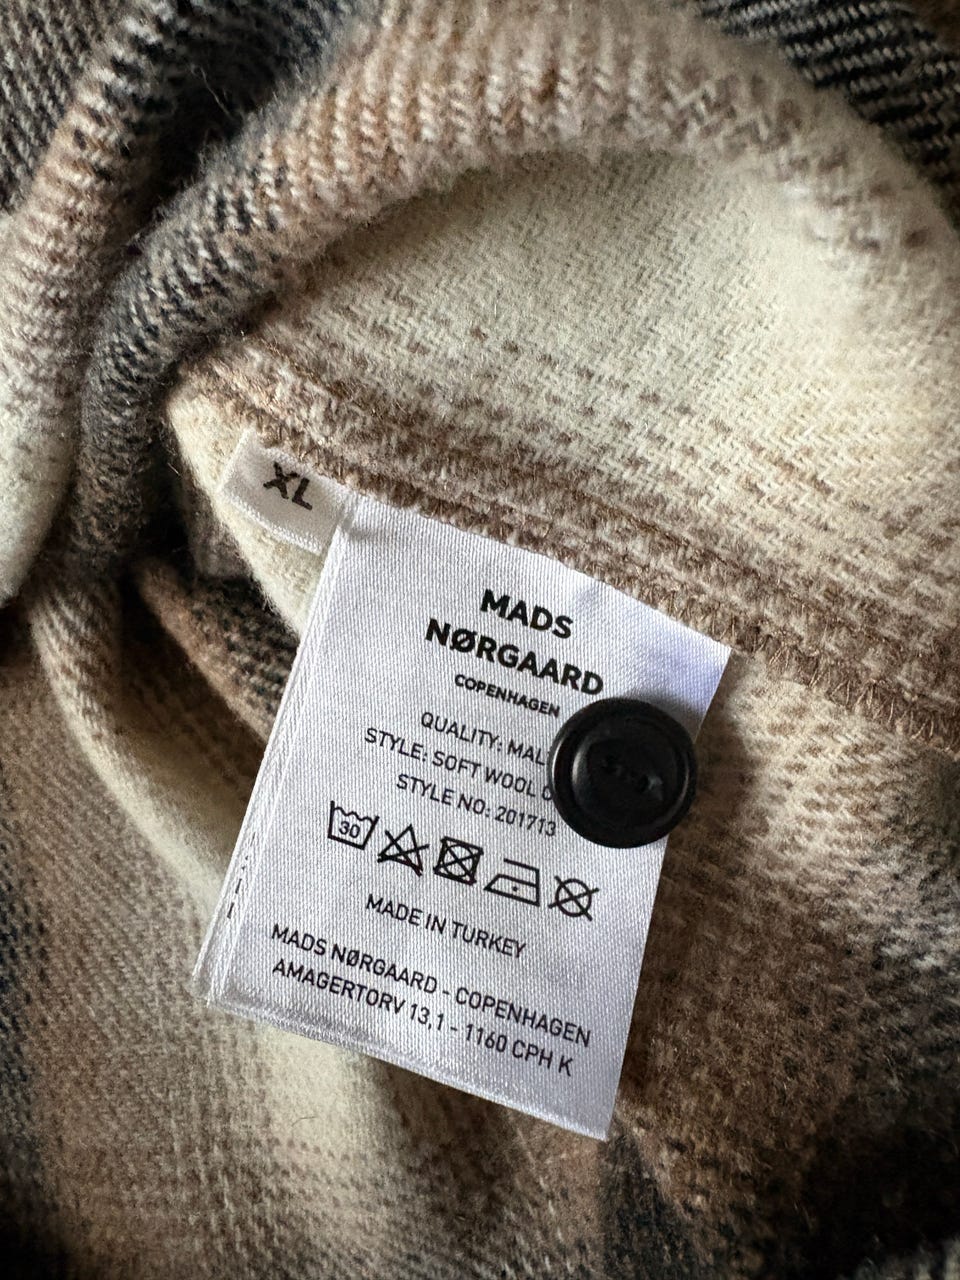 XL
MADS
NØRGAARD
COPENHAGEN
QUALITY:
STYLE: SOFT WOOL
STYLE NO: 201713
30
MADE IN TURKEY
MADS NØRGAARD - COPENHAGEN
AMAGERTORV 13,1 - 1160 CPH K